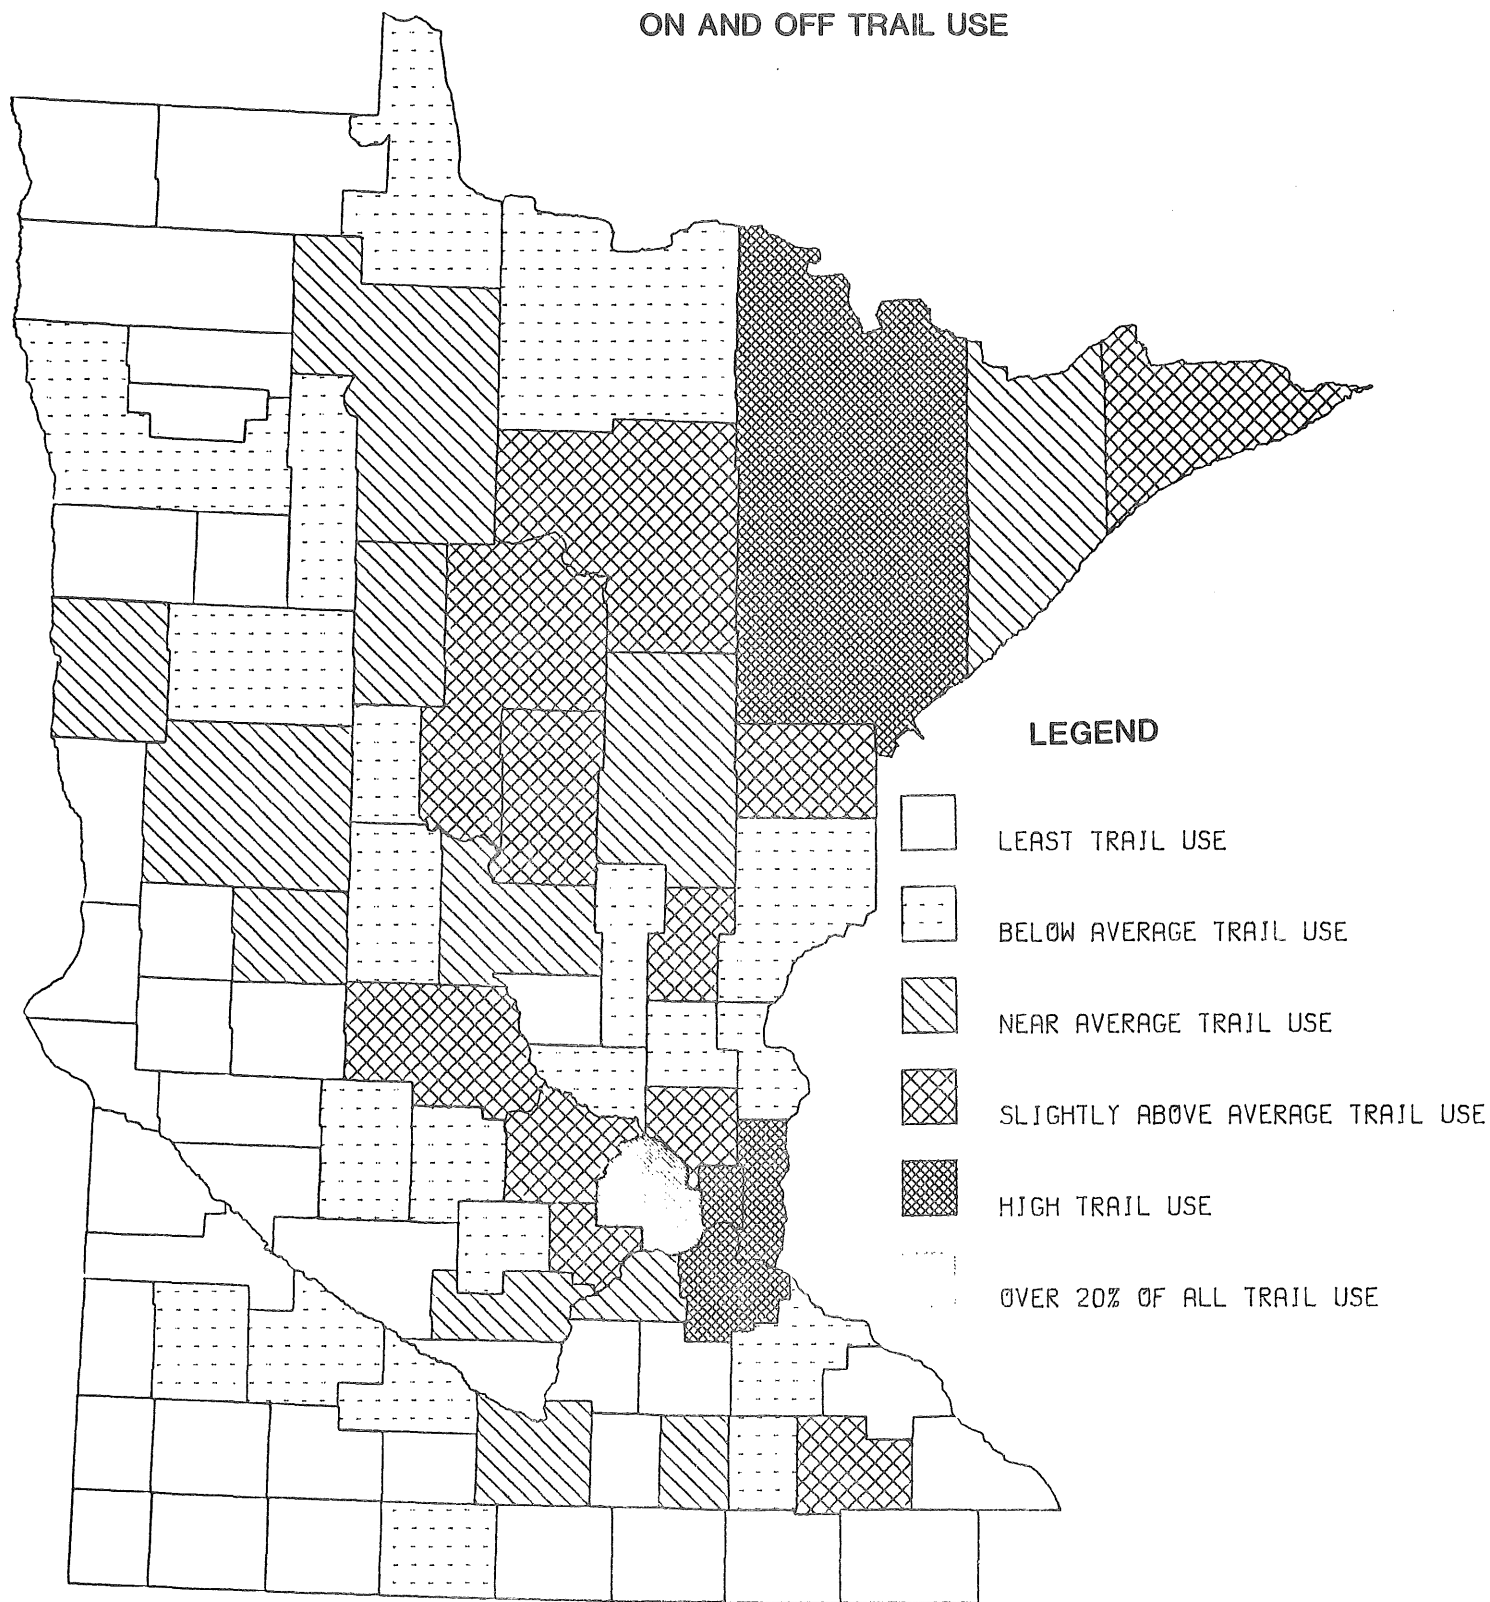 ON AND OFF TRAIL USE
LEGEND
LEAST TRAIL USE
BELOW AVERAGE TRAIL USE
NEAR AVERAGE TRAIL USE
SLIGHTLY ABOVE AVERAGE TRAIL USE
HIGH TRAIL USE
OVER 20% OF ALL TRAIL USE